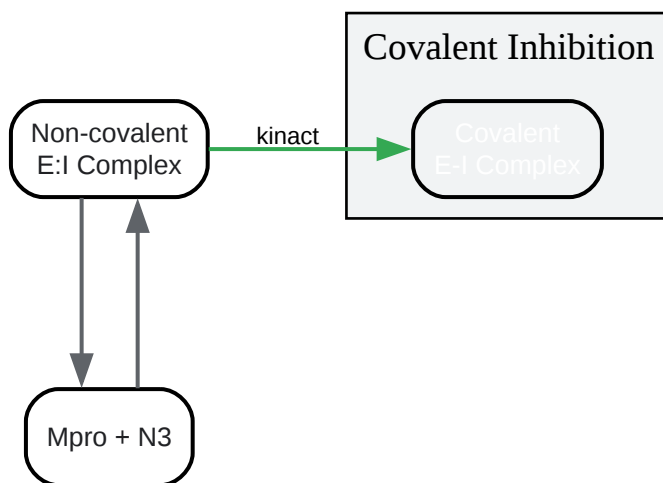 Covalent Inhibition
Non-covalent
E:I Complex
kinact
Covalent
E-I Complex
Mpro + N3